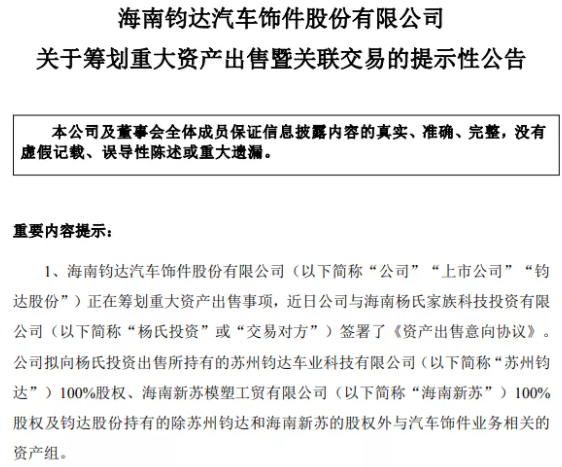 海南钧达汽车饰件股份有限公司
关于筹划重大资产出售暨关联交易的提示性公告
本公司及董事会全体成员保证信息披露内容的真实、准确、完整，没有
虚假记载、误导性陈述或重大遗漏。
重要内容提示：
1、海南钧达汽车饰件股份有限公司（以下简称“公司”“上市公司”“钧
达股份”）正在筹划重大资产出售事项，近日公司与海南杨氏家族科技投资有限
公司（以下简称“杨氏投资”或“交易对方”）签署了《资产出售意向协议》。
公司拟向杨氏投资出售所持有的苏州钧达车业科技有限公司（以下简称“苏州钧
达”）100%股权、海南新苏模塑工贸有限公司（以下简称“海南新苏”）100%
股权及钧达股份持有的除苏州钧达和海南新苏的股权外与汽车饰件业务相关的
资产组。